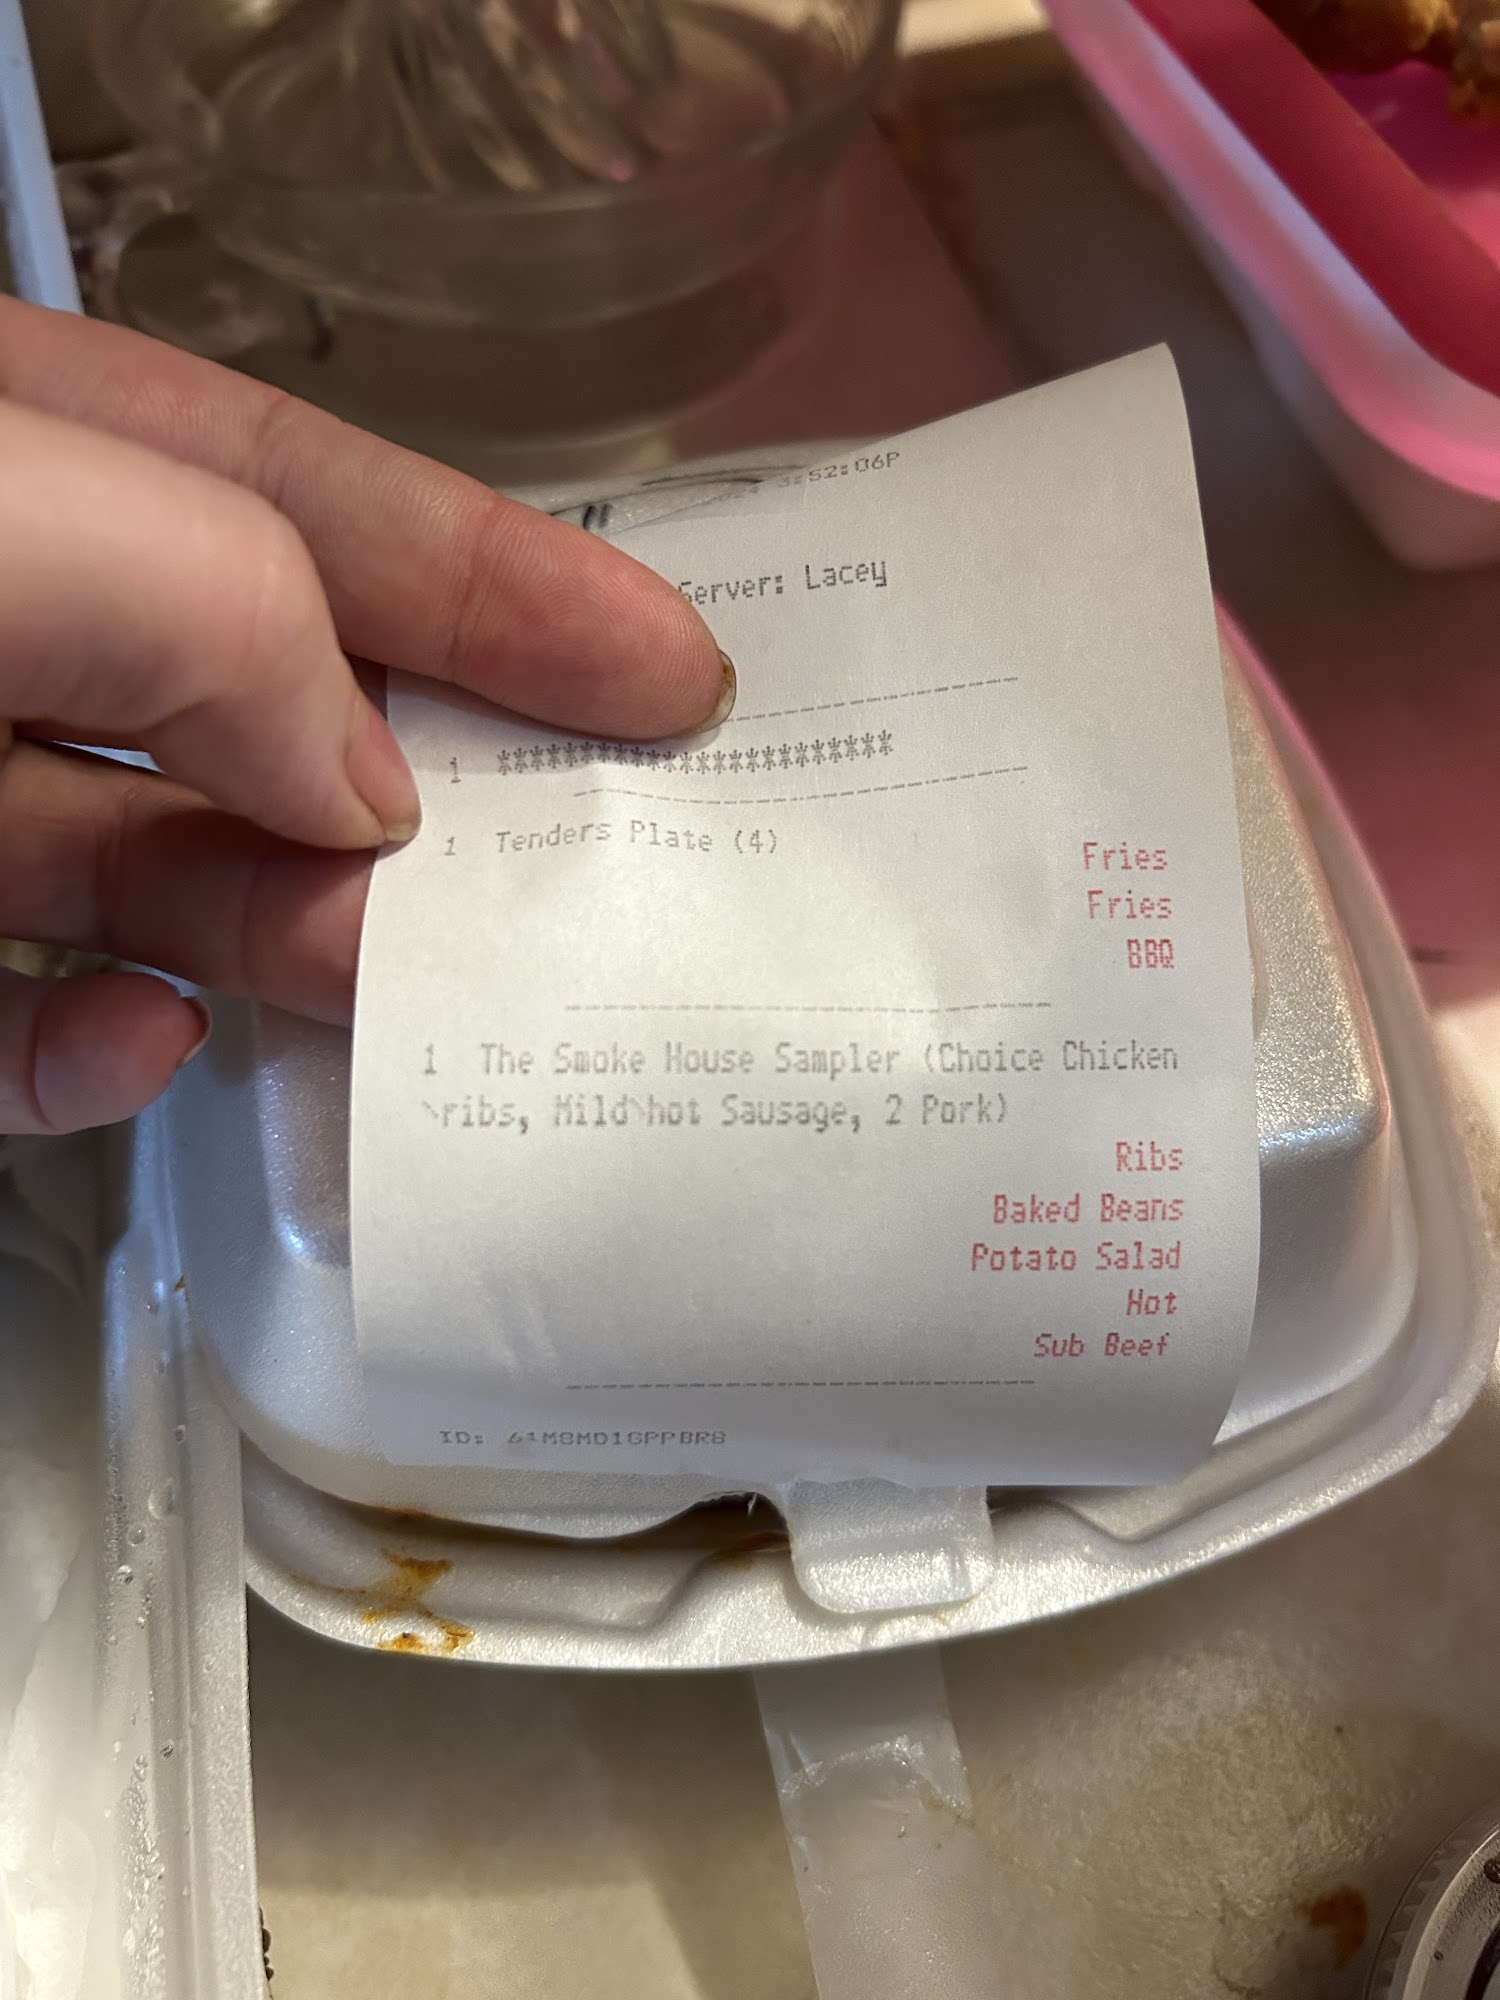 3:52:06P
Server: Lacey
1 ************************
1 Tenders Plate (4)
Fries
Fries
BBQ
1 The Smoke House Sampler (Choice Chicken
\ribs, Mild\hot Sausage, 2 Pork)
Ribs
Baked Beans
Potato Salad
Hot
Sub Beef
ID: